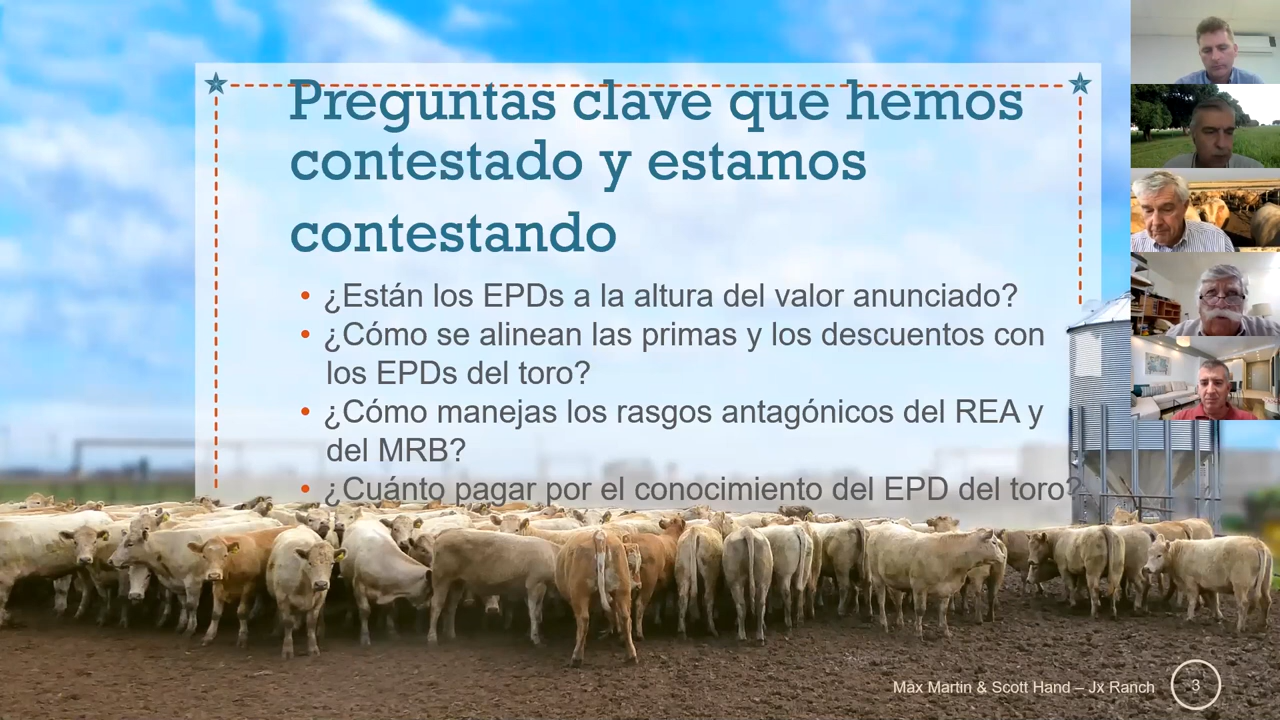 Preguntas clave que hemos
contestado y estamos
contestando
• ¿Están los EPDs a la altura del valor anunciado?
• ¿Cómo se alinean las primas y los descuentos con
los EPDs del toro?
• ¿Cómo manejas los rasgos antagónicos del REA y
del MRB?
• ¿Cuánto pagar por el conocimiento del EPD del toro?
Max Martin & Scott Hand – Jx Ranch
3